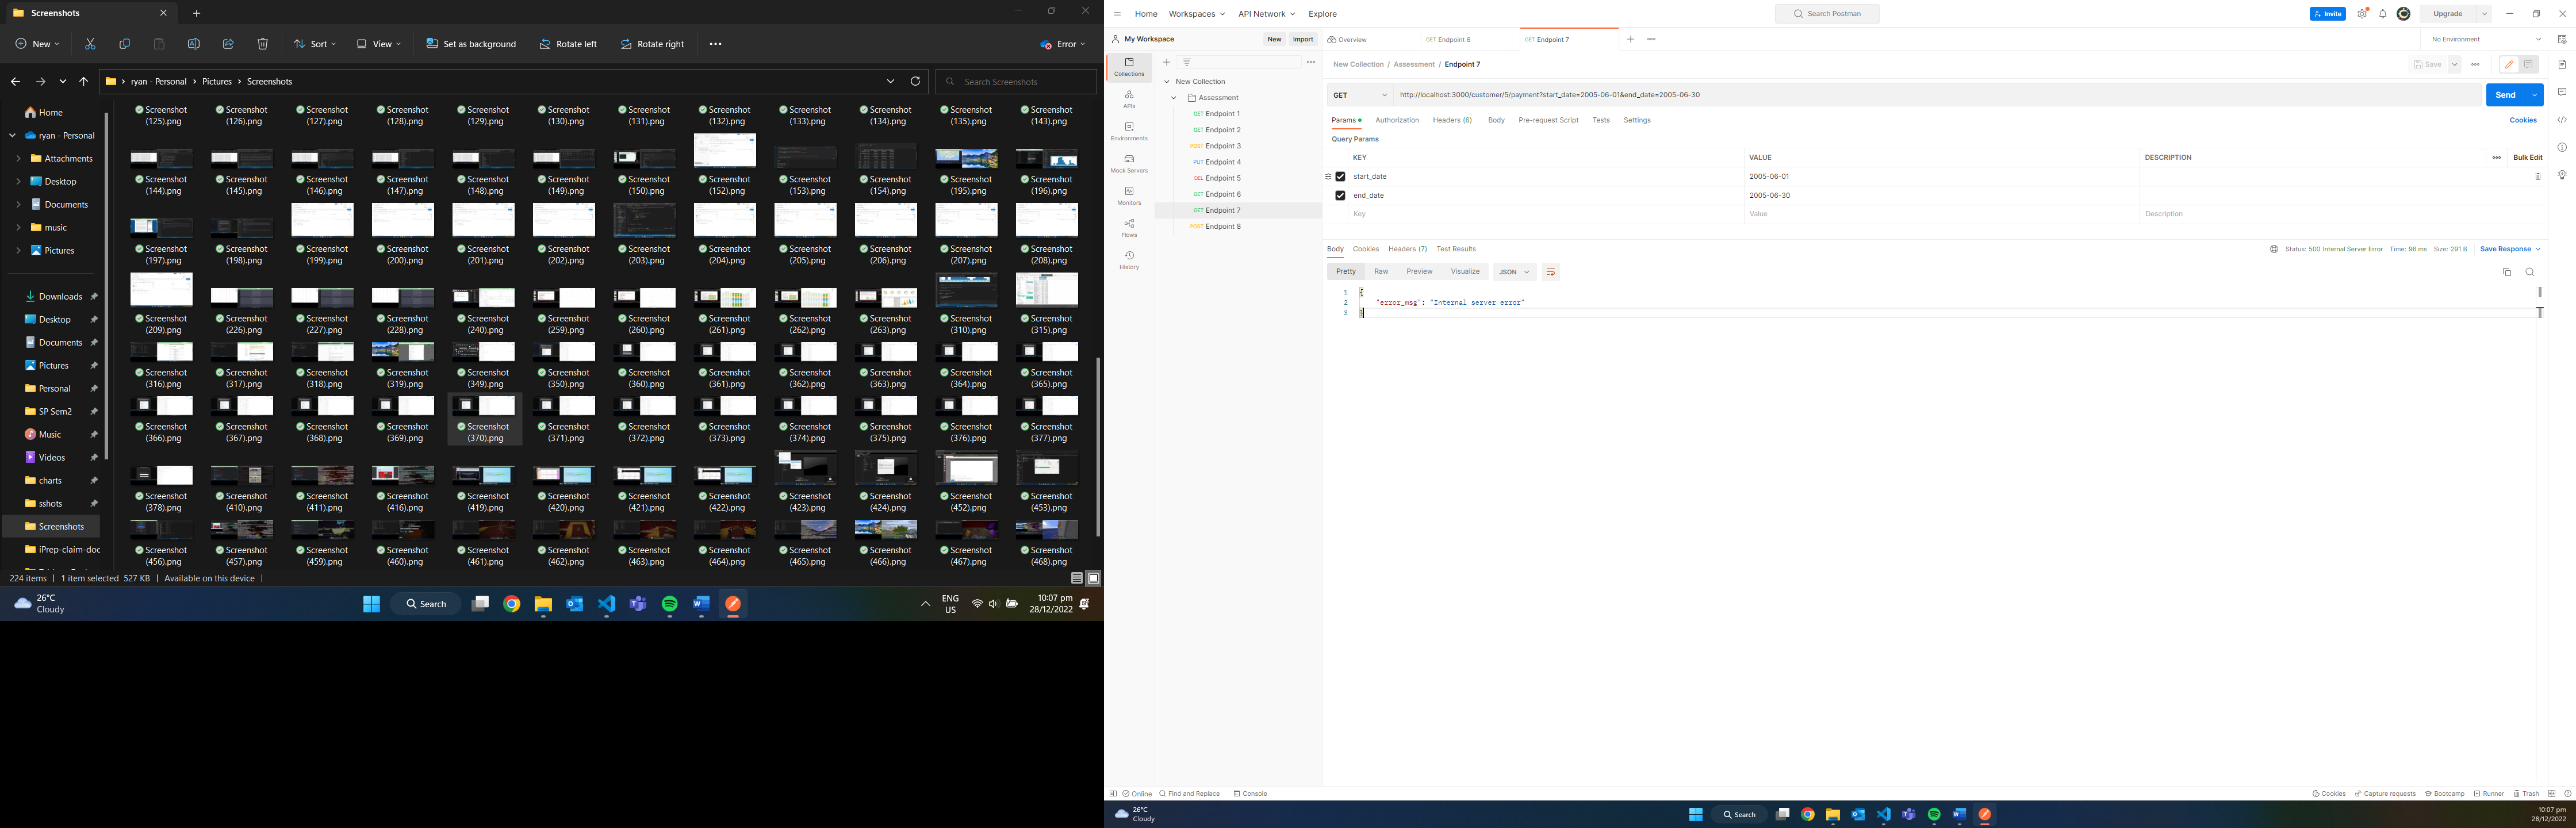 Screenshots
New
Sort
View
Set as background
Rotate left
Rotate right
Error
ryan - Personal
Pictures
Screenshots
Search Screenshots
Home
ryan - Personal
Attachments
Desktop
Documents
music
Pictures
Downloads
Desktop
Documents
Pictures
Personal
SP Sem2
Music
Videos
charts
sshots
Screenshots
iPrep-claim-doc
Screenshot (125).png
Screenshot (126).png
Screenshot (127).png
Screenshot (128).png
Screenshot (129).png
Screenshot (130).png
Screenshot (131).png
Screenshot (132).png
Screenshot (133).png
Screenshot (134).png
Screenshot (135).png
Screenshot (143).png
Screenshot (144).png
Screenshot (145).png
Screenshot (146).png
Screenshot (147).png
Screenshot (148).png
Screenshot (149).png
Screenshot (150).png
Screenshot (152).png
Screenshot (153).png
Screenshot (154).png
Screenshot (195).png
Screenshot (196).png
Screenshot (197).png
Screenshot (198).png
Screenshot (199).png
Screenshot (200).png
Screenshot (201).png
Screenshot (202).png
Screenshot (203).png
Screenshot (204).png
Screenshot (205).png
Screenshot (206).png
Screenshot (207).png
Screenshot (208).png
Screenshot (209).png
Screenshot (226).png
Screenshot (227).png
Screenshot (228).png
Screenshot (240).png
Screenshot (259).png
Screenshot (260).png
Screenshot (261).png
Screenshot (262).png
Screenshot (263).png
Screenshot (310).png
Screenshot (315).png
Screenshot (316).png
Screenshot (317).png
Screenshot (318).png
Screenshot (319).png
Screenshot (349).png
Screenshot (350).png
Screenshot (360).png
Screenshot (361).png
Screenshot (362).png
Screenshot (363).png
Screenshot (364).png
Screenshot (365).png
Screenshot (366).png
Screenshot (367).png
Screenshot (368).png
Screenshot (369).png
Screenshot (370).png
Screenshot (371).png
Screenshot (372).png
Screenshot (373).png
Screenshot (374).png
Screenshot (375).png
Screenshot (376).png
Screenshot (377).png
Screenshot (378).png
Screenshot (410).png
Screenshot (411).png
Screenshot (416).png
Screenshot (419).png
Screenshot (420).png
Screenshot (421).png
Screenshot (422).png
Screenshot (423).png
Screenshot (424).png
Screenshot (452).png
Screenshot (453).png
Screenshot (456).png
Screenshot (457).png
Screenshot (459).png
Screenshot (460).png
Screenshot (461).png
Screenshot (462).png
Screenshot (463).png
Screenshot (464).png
Screenshot (465).png
Screenshot (466).png
Screenshot (467).png
Screenshot (468).png
224 items
1 item selected 527 KB
Available on this device
26°C
Cloudy
Search
ENG
US
10:07 pm
28/12/2022
Home
Workspaces
API Network
Explore
Search Postman
Invite
Upgrade
My Workspace
New
Import
Overview
GET Endpoint 6
GET Endpoint 7
No Environment
Collections
APIs
Environments
Mock Servers
Monitors
Flows
History
New Collection
Assessment
GET Endpoint 1
GET Endpoint 2
POST Endpoint 3
PUT Endpoint 4
DEL Endpoint 5
GET Endpoint 6
GET Endpoint 7
POST Endpoint 8
New Collection / Assessment / Endpoint 7
Save
GET
http://localhost:3000/customer/5/payment?start_date=2005-06-01&end_date=2005-06-30
Send
Params
Authorization
Headers (6)
Body
Pre-request Script
Tests
Settings
Cookies
Query Params
KEY
VALUE
DESCRIPTION
Bulk Edit
start_date
2005-06-01
end_date
2005-06-30
Key
Value
Description
Body
Cookies
Headers (7)
Test Results
Status: 500 Internal Server Error
Time: 96 ms
Size: 291 B
Save Response
Pretty
Raw
Preview
Visualize
JSON
1 {
2 "error_msg": "Internal server error"
3 }
Online
Find and Replace
Console
Cookies
Capture requests
Bootcamp
Runner
Trash
26°C
Cloudy
Search
10:07 pm
28/12/2022